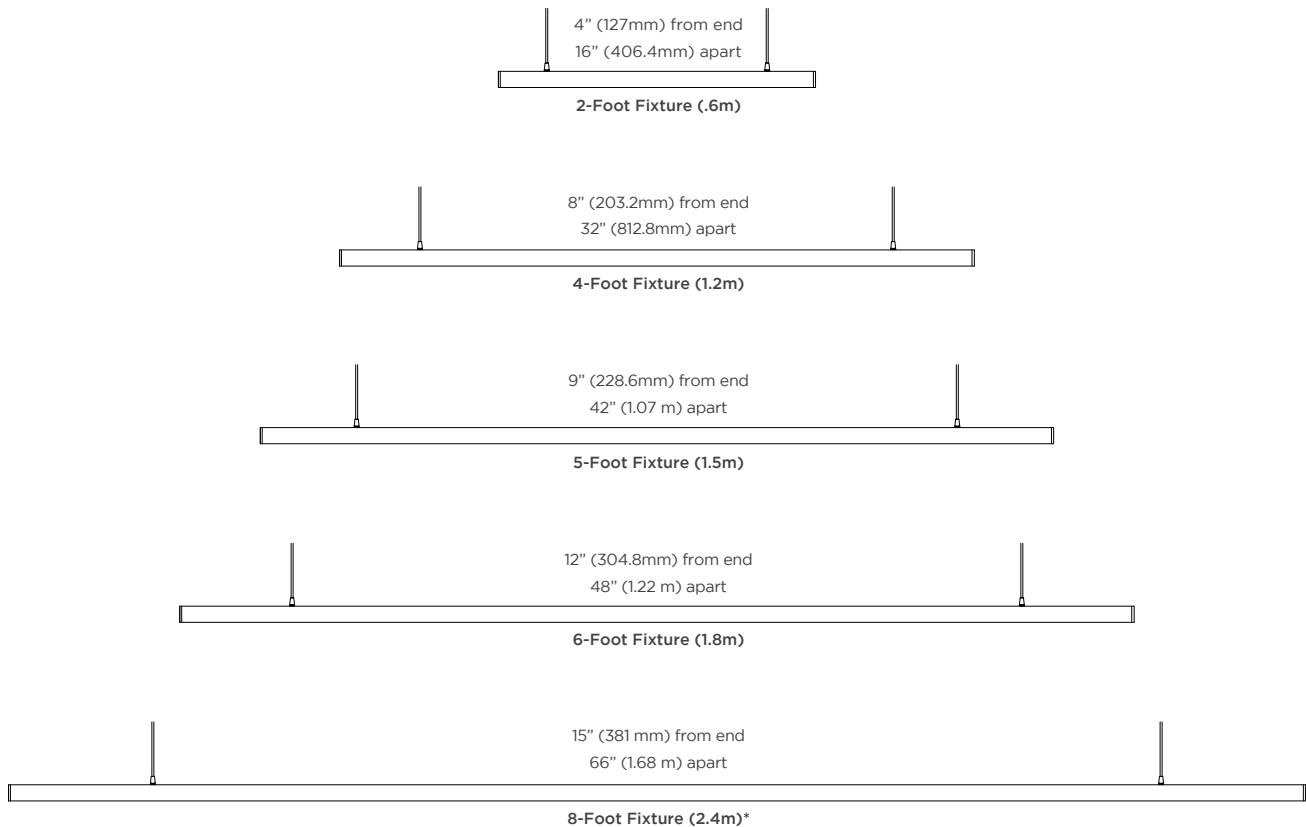 4” (127mm) from end
16” (406.4mm) apart
2-Foot Fixture (.6m)
8” (203.2mm) from end
32” (812.8mm) apart
4-Foot Fixture (1.2m)
9” (228.6mm) from end
42” (1.07 m) apart
5-Foot Fixture (1.5m)
12” (304.8mm) from end
48” (1.22 m) apart
6-Foot Fixture (1.8m)
15” (381 mm) from end
66” (1.68 m) apart
8-Foot Fixture (2.4m)*